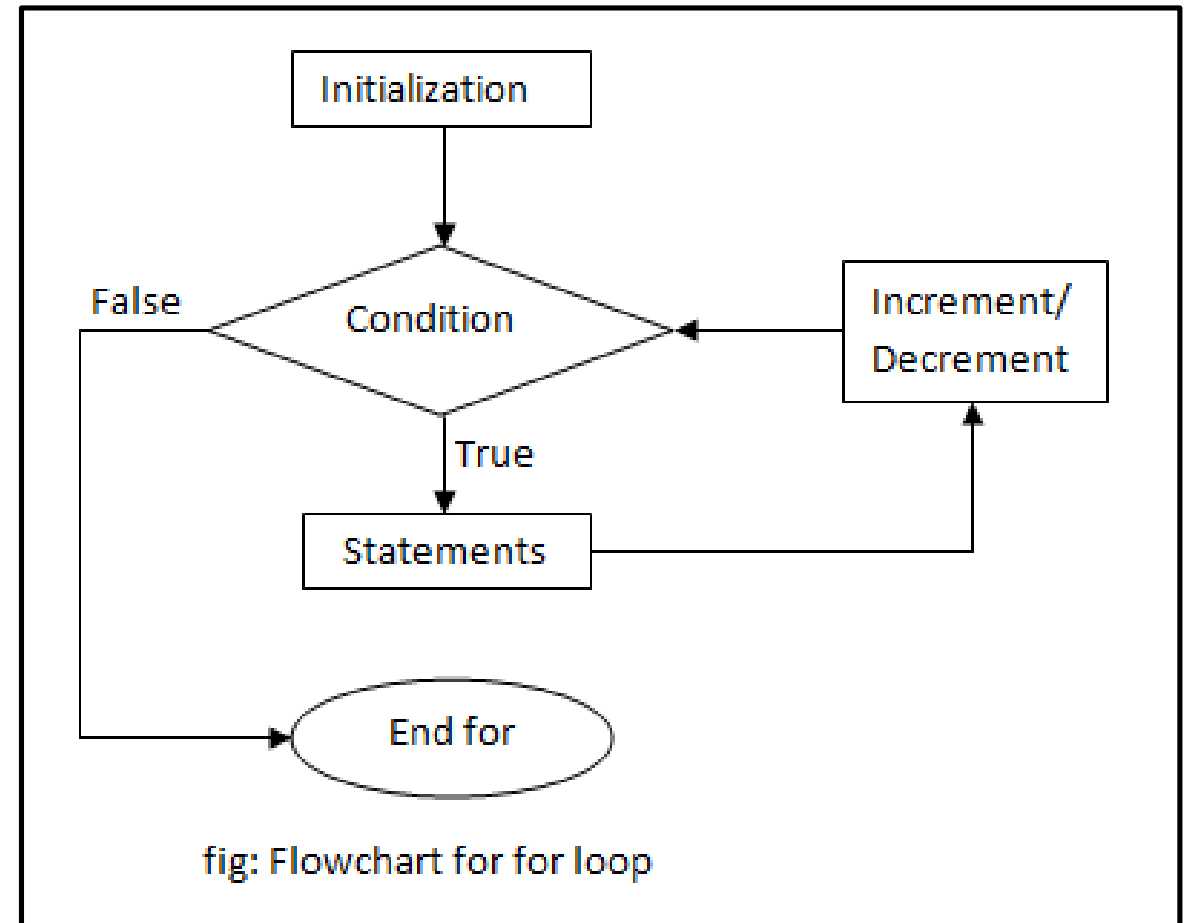 Initialization
False
Condition
Increment/
Decrement
True
Statements
End for
fig: Flowchart for for loop